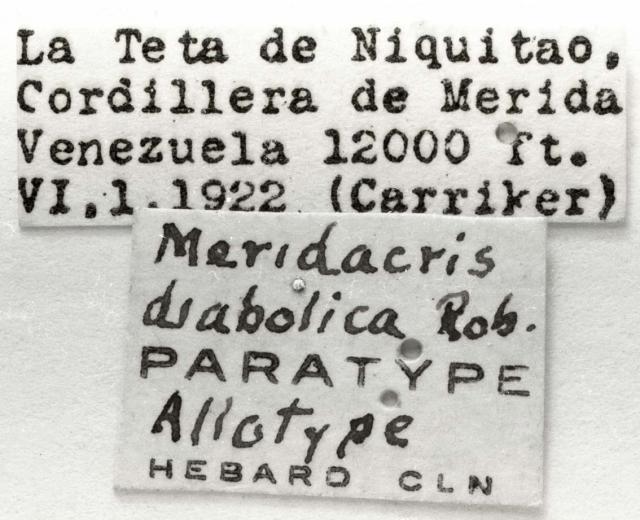 La Teta de Niquitao,
Cordillera de Merida
Venezuela 12000 ft.
VI.1.1922 (Carriker)
Meridacris
diabolica Rob.
PARATYPE
Allotype
HEBARD CLN